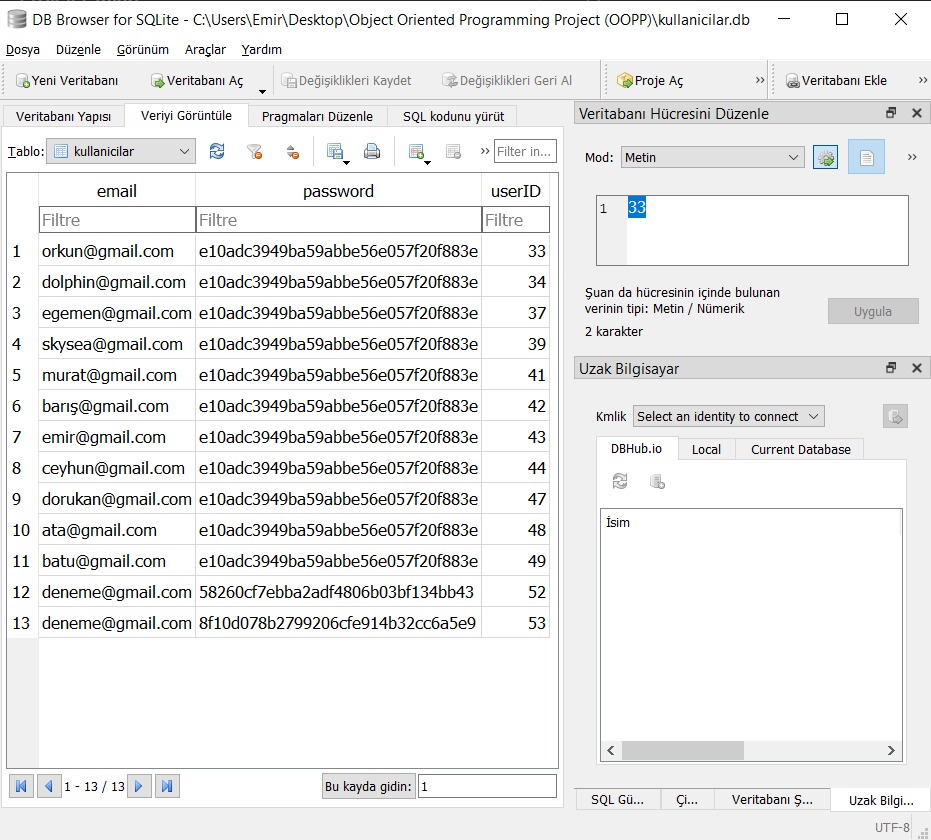 DB Browser for SQLite - C:\Users\Emir\Desktop\Object Oriented Programming Project (OOPP)\kullanicilar.db
Dosya Düzenle Görünüm Araçlar Yardım
Yeni Veritabanı Veritabanı Aç Değişiklikleri Kaydet Değişiklikleri Geri Al Proje Aç Veritabanı Ekle
Veritabanı Yapısı Veriyi Görüntüle Pragmaları Düzenle SQL kodunu yürüt
Tablo: kullanicilar Filter in...
email password userID
Filtre Filtre Filtre
1 orkun@gmail.com e10adc3949ba59abbe56e057f20f883e 33
2 dolphin@gmail.com e10adc3949ba59abbe56e057f20f883e 34
3 egemen@gmail.com e10adc3949ba59abbe56e057f20f883e 37
4 skysea@gmail.com e10adc3949ba59abbe56e057f20f883e 39
5 murat@gmail.com e10adc3949ba59abbe56e057f20f883e 41
6 barış@gmail.com e10adc3949ba59abbe56e057f20f883e 42
7 emir@gmail.com e10adc3949ba59abbe56e057f20f883e 43
8 ceyhun@gmail.com e10adc3949ba59abbe56e057f20f883e 44
9 dorukan@gmail.com e10adc3949ba59abbe56e057f20f883e 47
10 ata@gmail.com e10adc3949ba59abbe56e057f20f883e 48
11 batu@gmail.com e10adc3949ba59abbe56e057f20f883e 49
12 deneme@gmail.com 58260cf7ebba2adf4806b03bf134bb43 52
13 deneme@gmail.com 8f10d078b2799206cfe914b32cc6a5e9 53
1 - 13 / 13 Bu kayda gidin: 1
Veritabanı Hücresini Düzenle
Mod: Metin
1 33
Şuan da hücresinin içinde bulunan
verinin tipi: Metin / Nümerik
Uygula
2 karakter
Uzak Bilgisayar
Kmlik Select an identity to connect
DBHub.io Local Current Database
İsim
SQL Gü... Çi... Veritabanı Ş... Uzak Bilgi...
UTF-8